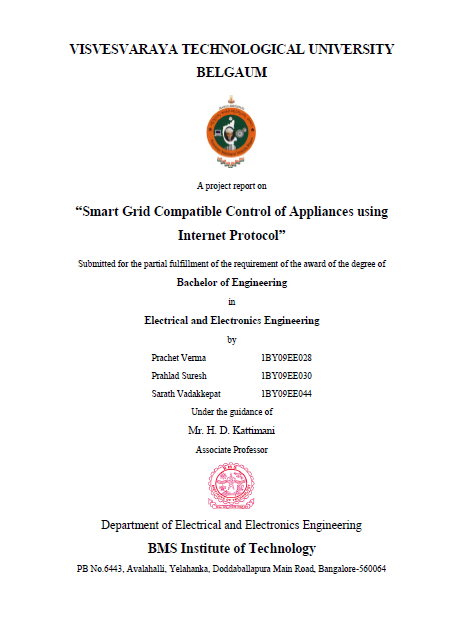 VISVESVARAYA TECHNOLOGICAL UNIVERSITY
BELGAUM
A project report on
“Smart Grid Compatible Control of Appliances using
Internet Protocol”
Submitted for the partial fulfillment of the requirement of the award of the degree of
Bachelor of Engineering
in
Electrical and Electronics Engineering
by
Prachet Verma 1BY09EE028
Prahlad Suresh 1BY09EE030
Sarath Vadakkepat 1BY09EE044
Under the guidance of
Mr. H. D. Kattimani
Associate Professor
BMS
Department of Electrical and Electronics Engineering
BMS Institute of Technology
PB No.6443, Avalahalli, Yelahanka, Doddaballapura Main Road, Bangalore-560064